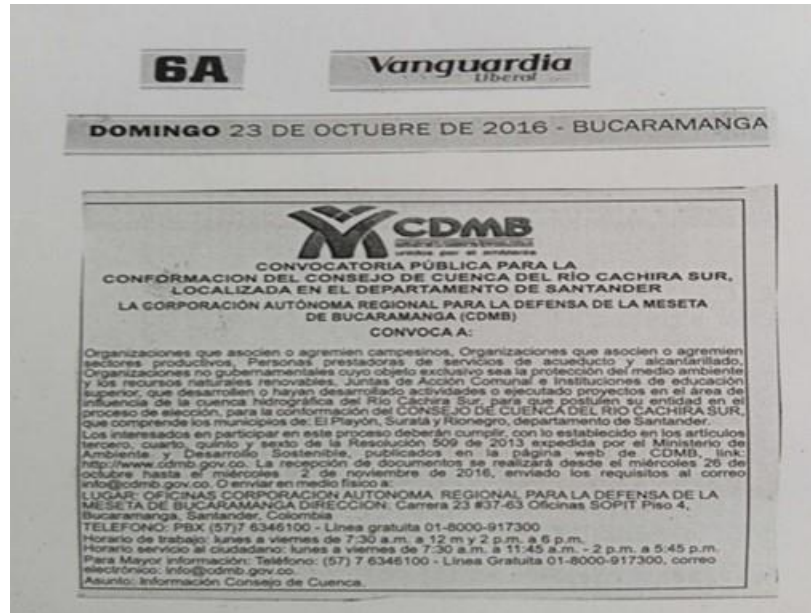 6A
Vanguardia
Liberal
DOMINGO 23 DE OCTUBRE DE 2016 - BUCARAMANGA
CDMB
unidos por el ambiente
CONVOCATORIA PÚBLICA PARA LA
CONFORMACION DEL CONSEJO DE CUENCA DEL RÍO CACHIRA SUR,
LOCALIZADA EN EL DEPARTAMENTO DE SANTANDER
LA CORPORACIÓN AUTÓNOMA REGIONAL PARA LA DEFENSA DE LA MESETA
DE BUCARAMANGA (CDMB)
CONVOCA A:
Organizaciones que asocien o agremien campesinos, Organizaciones que asocien o agremien
sectores productivos, Personas prestadoras de servicios de acueducto y alcantarillado,
Organizaciones no gubernamentales cuyo objeto exclusivo sea la protección del medio ambiente
y los recursos naturales renovables, Juntas de Acción Comunal e Instituciones de educación
superior, que desarrollen o hayan desarrollado actividades o ejecutado proyectos en el área de
influencia de la cuenca hidrográfica del Río Cáchira Sur, para que postulen su entidad en el
proceso de elección, para la conformación del CONSEJO DE CUENCA DEL RIO CACHIRA SUR,
que comprende los municipios de: El Playón, Suratá y Rionegro, departamento de Santander.
Los interesados en participar en este proceso deberán cumplir, con lo establecido en los artículos
tercero, cuarto, quinto y sexto de la Resolución 509 de 2013 expedida por el Ministerio de
Ambiente y Desarrollo Sostenible, publicados en la página web de CDMB, link:
http://www.cdmb.gov.co. La recepción de documentos se realizará desde el miércoles 26 de
octubre hasta el miércoles 2 de noviembre de 2016, enviado los requisitos al correo
info@cdmb.gov.co. O enviar en medio físico a:
LUGAR: OFICINAS CORPORACION AUTONOMA REGIONAL PARA LA DEFENSA DE LA
MESETA DE BUCARAMANGA DIRECCION: Carrera 23 #37-63 Oficinas SOPIT Piso 4,
Bucaramanga, Santander, Colombia
TELEFONO: PBX (57)7 6346100 - Línea gratuita 01-8000-917300
Horario de trabajo: lunes a viernes de 7:30 a.m. a 12 m y 2 p.m. a 6 p.m.
Horario servicio al ciudadano: lunes a viernes de 7:30 a.m. a 11:45 a.m. - 2 p.m. a 5:45 p.m.
Para Mayor información: Teléfono: (57) 7 6346100 - Línea Gratuita 01-8000-917300, correo
electrónico: info@cdmb.gov.co.
Asunto: Información Consejo de Cuenca.